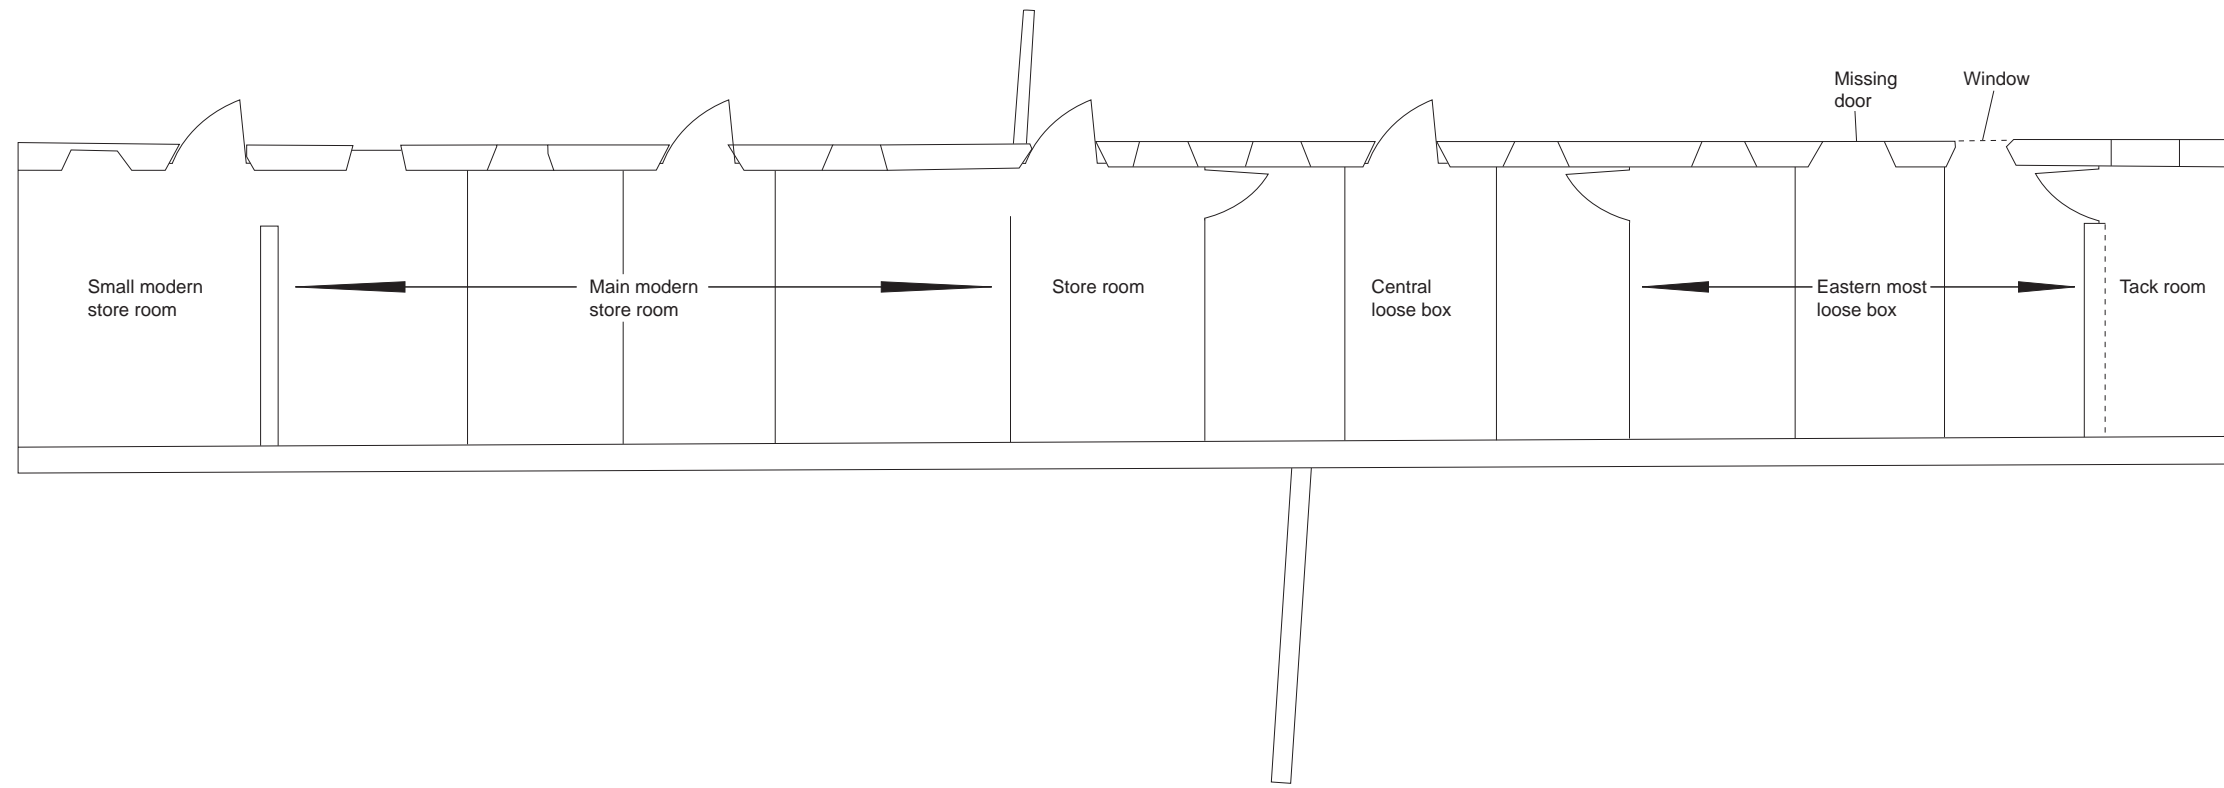 Missing
door
Window
Small modern
store room
Main modern
store room
Store room
Central
loose box
Eastern most
loose box
Tack room